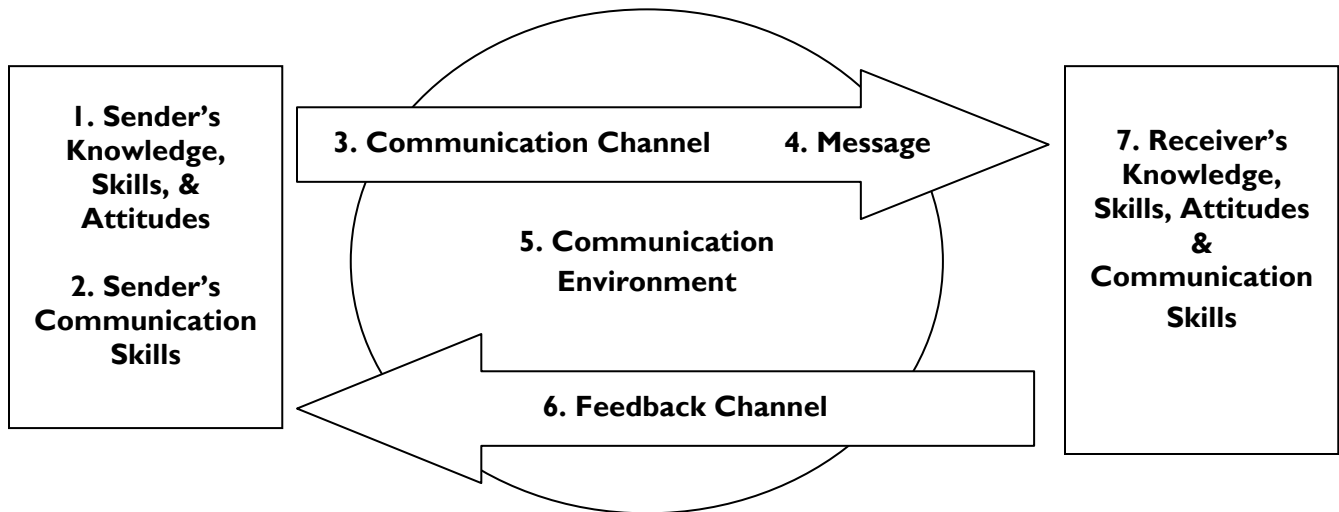 1. Sender’s
Knowledge,
Skills, &
Attitudes
2. Sender’s
Communication
Skills
3. Communication Channel
4. Message
5. Communication
Environment
6. Feedback Channel
7. Receiver’s
Knowledge,
Skills, Attitudes
&
Communication
Skills